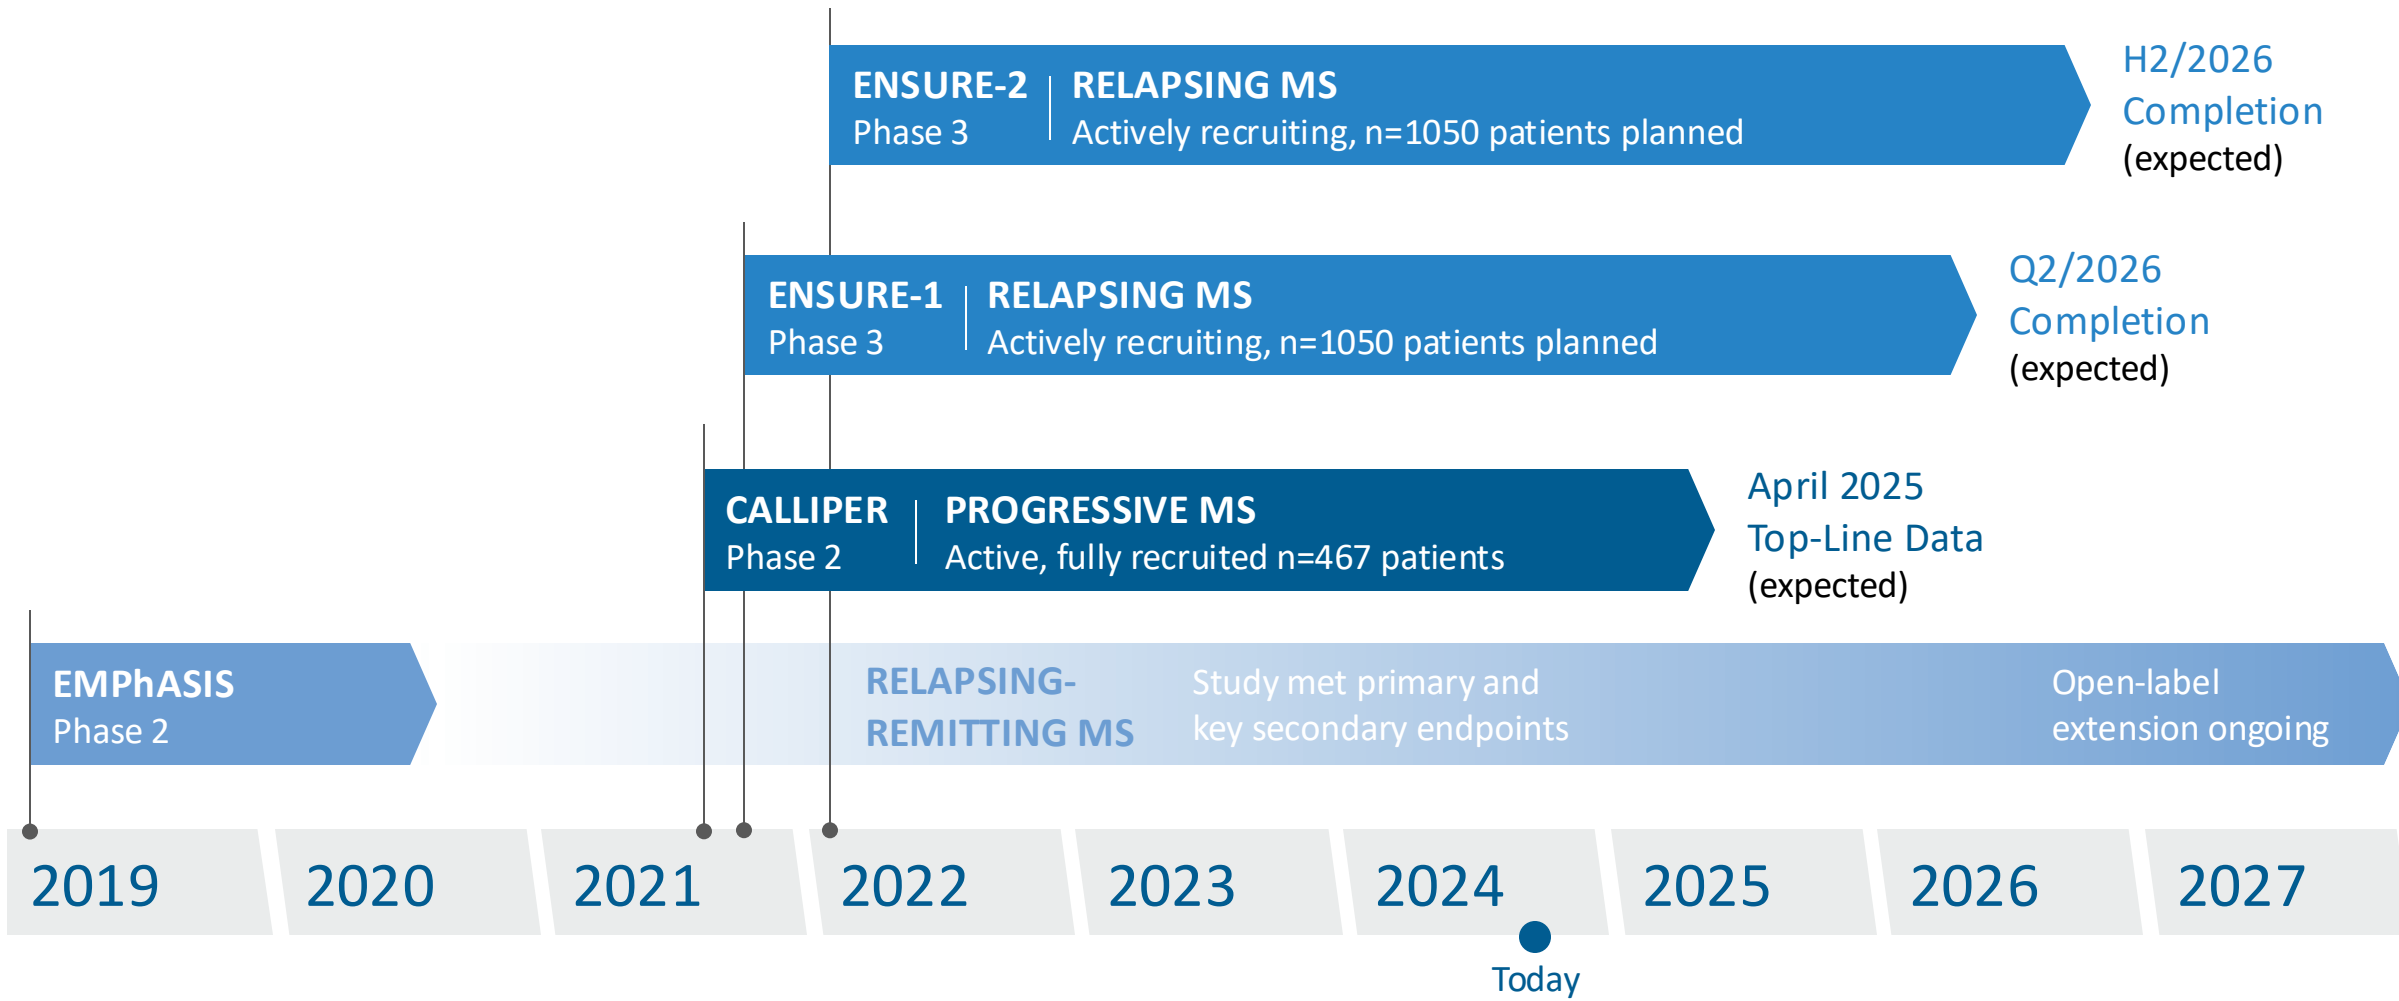 ENSURE-2
Phase 3
RELAPSING MS
Actively recruiting, n=1050 patients planned
H2/2026
Completion
(expected)
ENSURE-1
Phase 3
RELAPSING MS
Actively recruiting, n=1050 patients planned
Q2/2026
Completion
(expected)
CALLIPER
Phase 2
PROGRESSIVE MS
Active, fully recruited n=467 patients
April 2025
Top-Line Data
(expected)
EMPhASIS
Phase 2
RELAPSING-
REMITTING MS
Study met primary and
key secondary endpoints
Open-label
extension ongoing
2019
2020
2021
2022
2023
2024
2025
2026
2027
Today